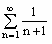 ∞
∑ 1/(n+1)
n=1